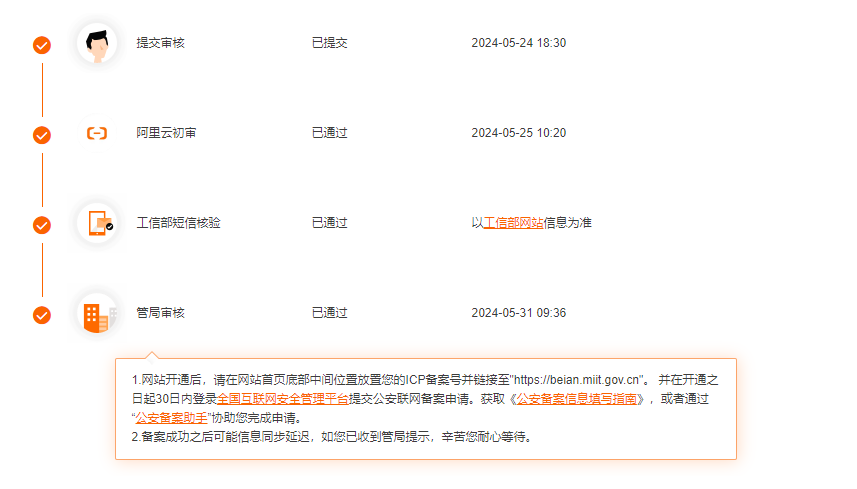 提交审核 已提交 2024-05-24 18:30
阿里云初审 已通过 2024-05-25 10:20
工信部短信核验 已通过 以工信部网站信息为准
管局审核 已通过 2024-05-31 09:36
1.网站开通后，请在网站首页底部中间位置放置您的ICP备案号并链接至"https://beian.miit.gov.cn"。 并在开通之
日起30日内登录全国互联网安全管理平台提交公安联网备案申请。获取《公安备案信息填写指南》，或者通过
“公安备案助手”协助您完成申请。
2.备案成功之后可能信息同步延迟，如您已收到管局提示，辛苦您耐心等待。